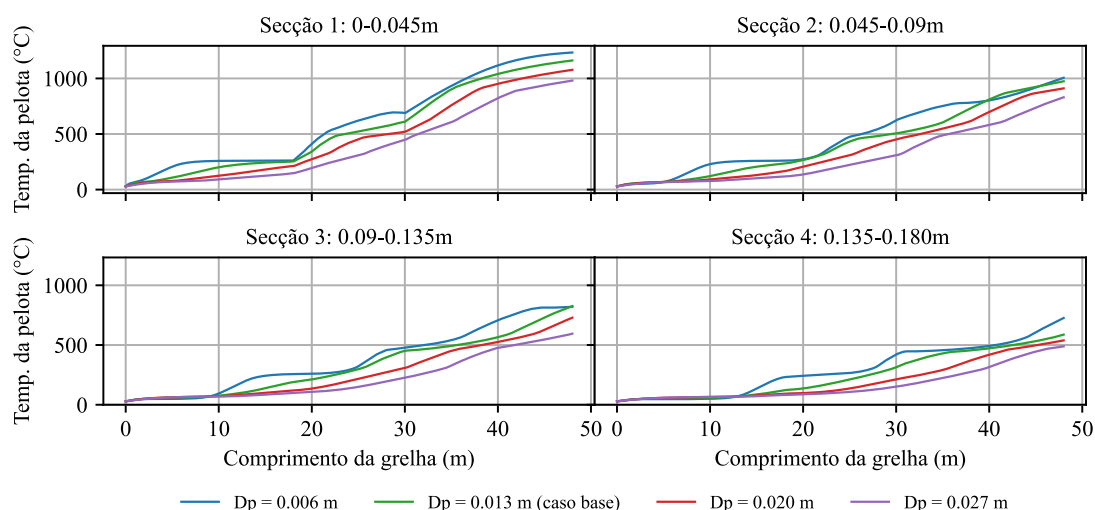 Secção 1: 0-0.045m
Secção 2: 0.045-0.09m
Temp. da pelota (°C)
1000
500
0
Secção 3: 0.09-0.135m
Secção 4: 0.135-0.180m
Temp. da pelota (°C)
1000
500
0
0 10 20 30 40 50
0 10 20 30 40 50
Comprimento da grelha (m)
Comprimento da grelha (m)
Dp = 0.006 m
Dp = 0.013 m (caso base)
Dp = 0.020 m
Dp = 0.027 m